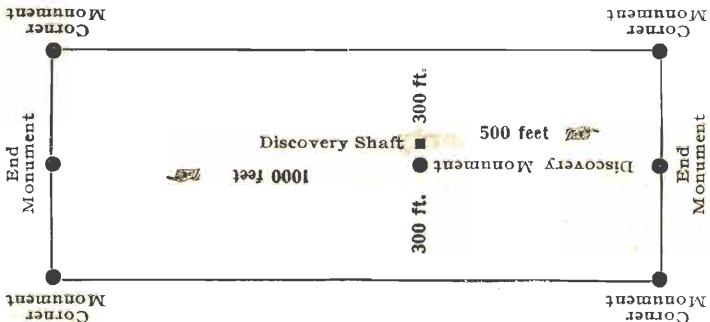 Corner
Monument
Corner
Monument
300 ft.
500 feet
Discovery Shaft
End
Monument
Discovery Monument
End
Monument
1000 feet
300 ft.
Corner
Monument
Corner
Monument